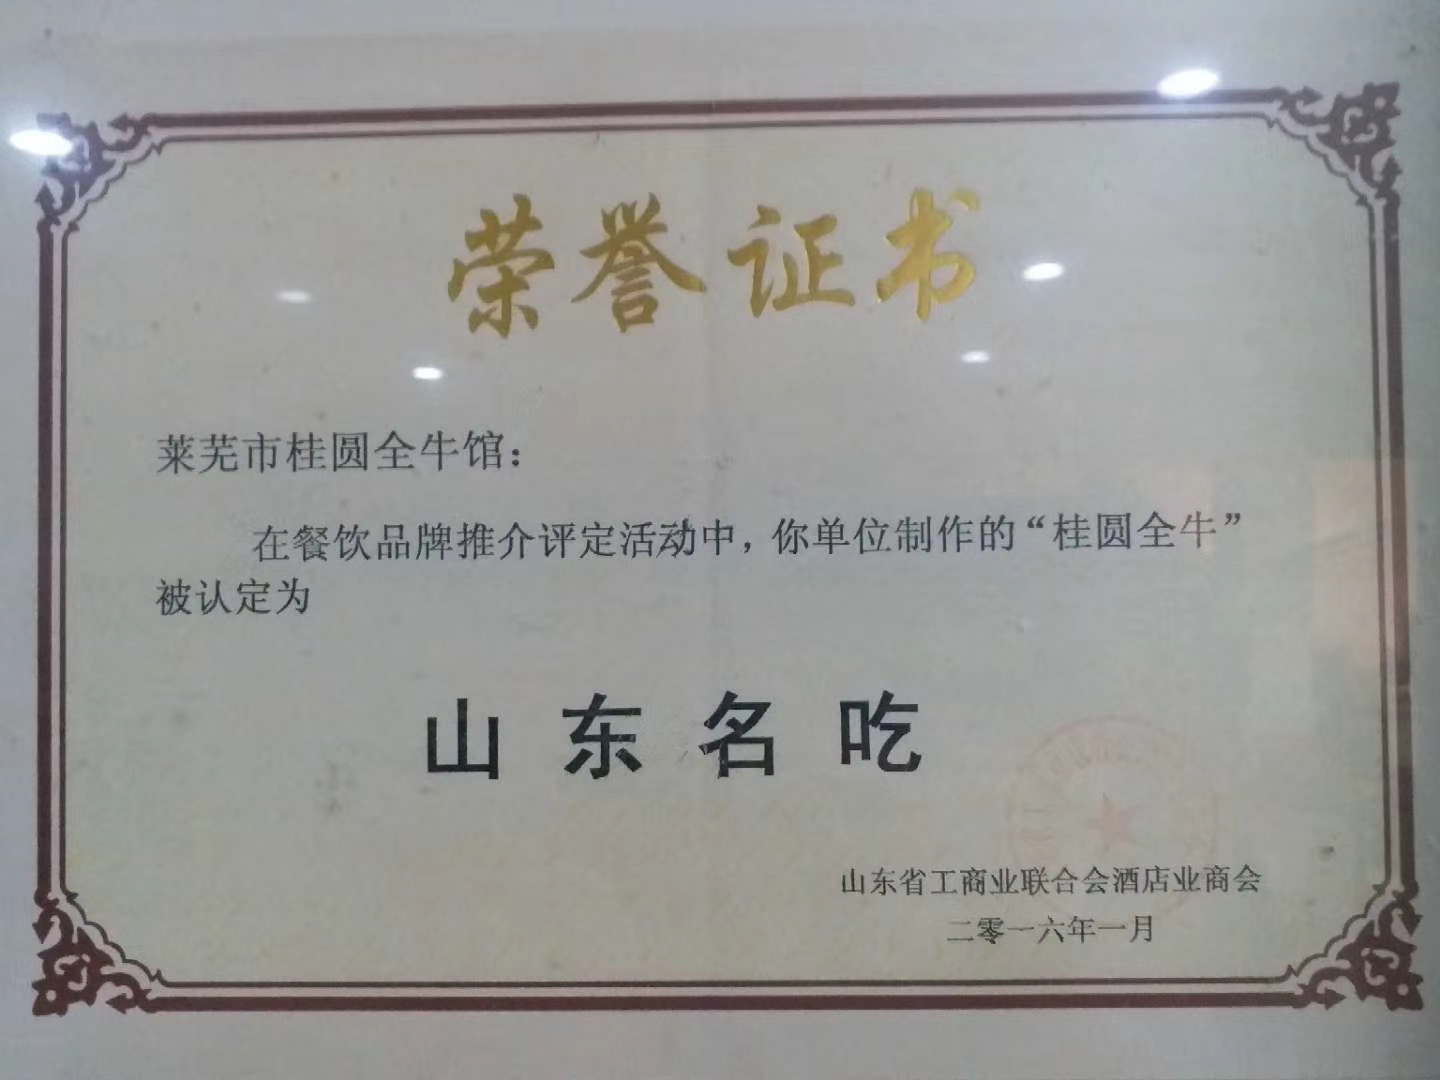 荣誉证书
莱芜市桂圆全牛馆：
在餐饮品牌推介评定活动中，你单位制作的“桂圆全牛”
被认定为
山东名吃
山东省工商业联合会酒店业商会
二零一六年一月